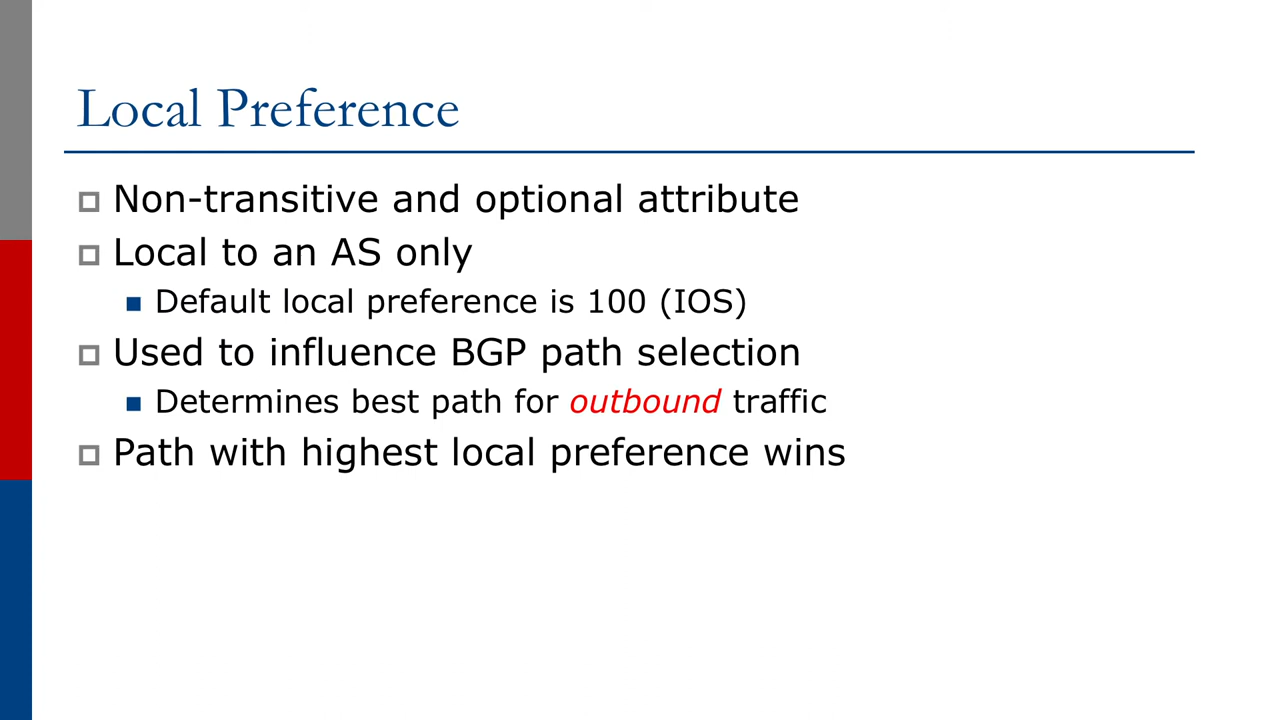 Local Preference
Non-transitive and optional attribute
Local to an AS only
Default local preference is 100 (IOS)
Used to influence BGP path selection
Determines best path for outbound traffic
Path with highest local preference wins